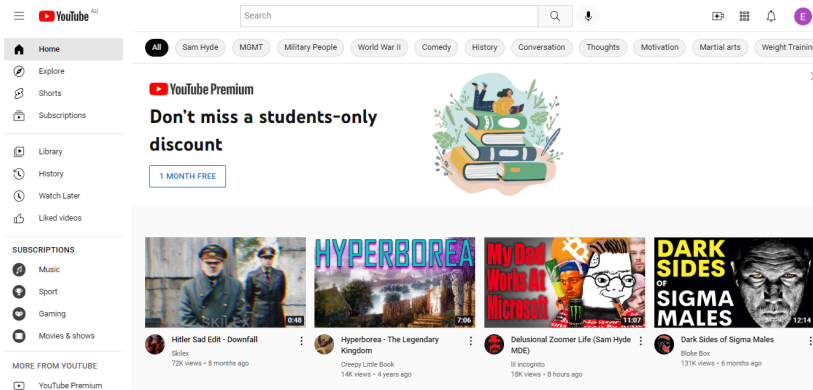 YouTube AU
Search
E
Home
Explore
Shorts
Subscriptions
Library
History
Watch Later
Liked videos
SUBSCRIPTIONS
Music
Sport
Gaming
Movies & shows
MORE FROM YOUTUBE
YouTube Premium
All
Sam Hyde
MGMT
Military People
World War II
Comedy
History
Conversation
Thoughts
Motivation
Martial arts
Weight Training
YouTube Premium
Don't miss a students-only
discount
1 MONTH FREE
SKILEX
0:48
Hitler Sad Edit - Downfall
Skilex
72K views • 8 months ago
HYPERBOREA
7:06
Hyperborea - The Legendary
Kingdom
Creepy Little Book
14K views • 4 years ago
My Dad
Works At
Microsoft
11:07
Delusional Zoomer Life (Sam Hyde
MDE)
lil incognito
18K views • 8 hours ago
DARK
SIDES
OF
SIGMA
MALES
12:14
Dark Sides of Sigma Males
Bloke Box
131K views • 6 months ago